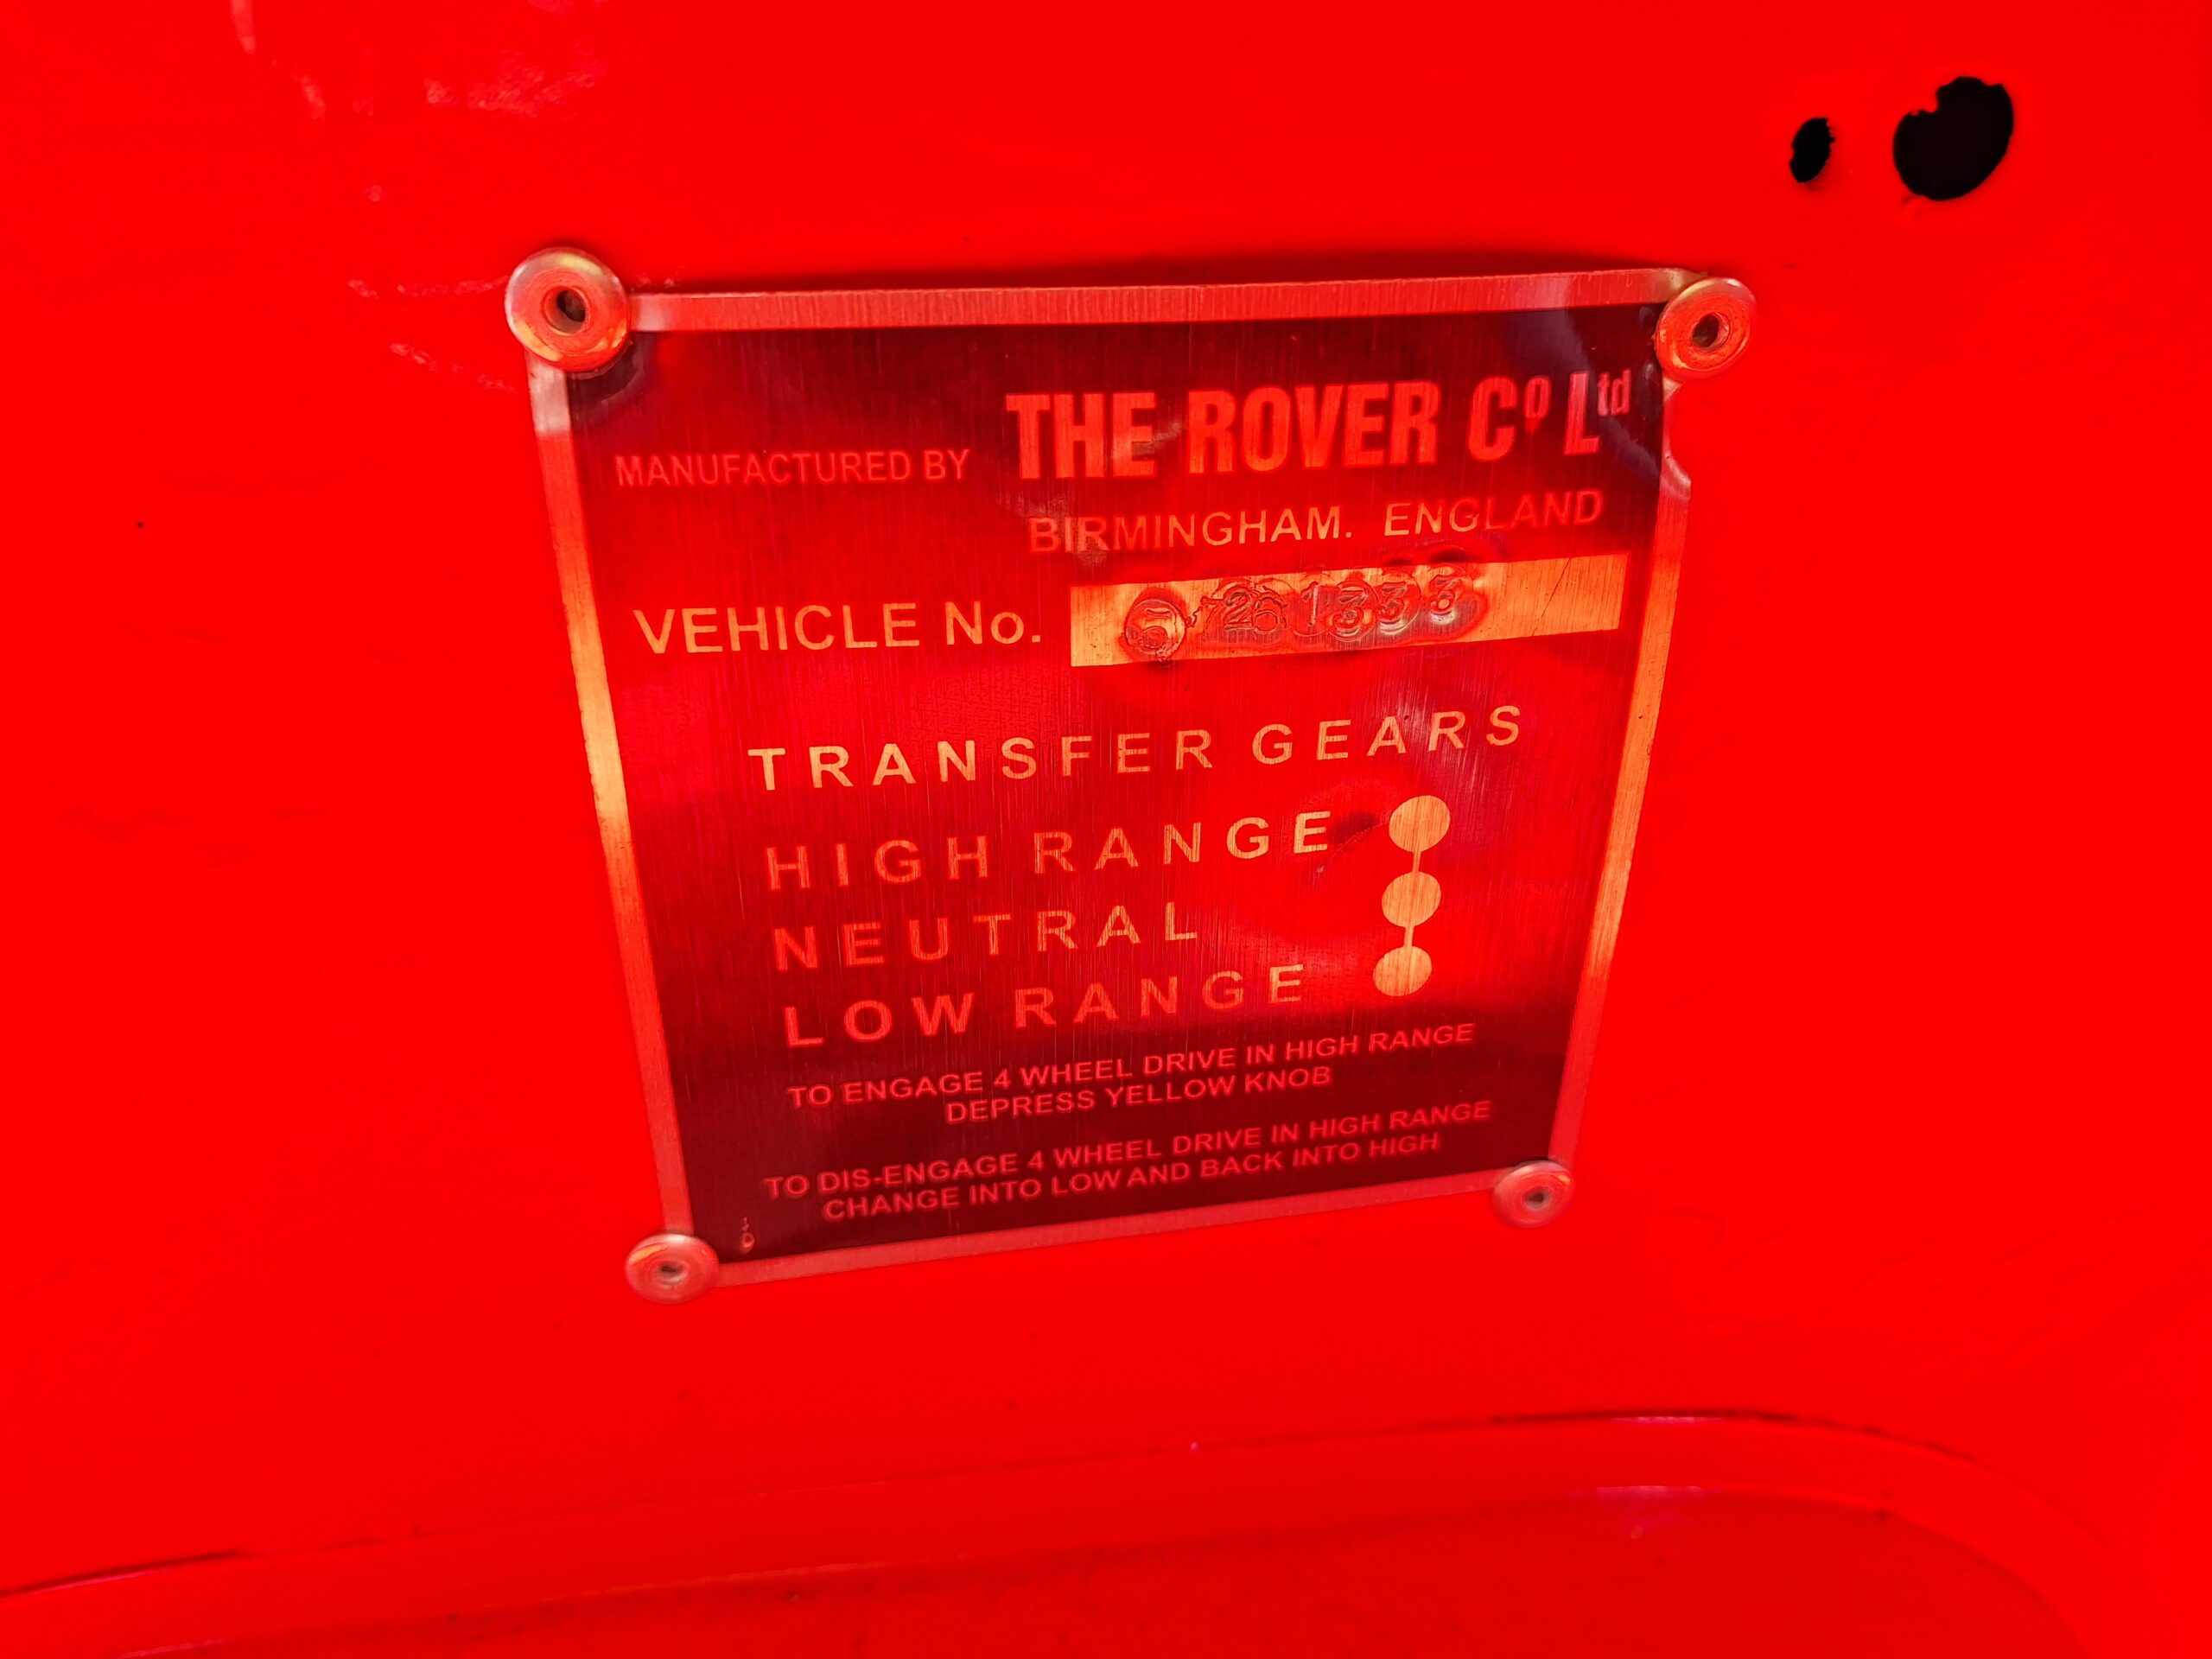 MANUFACTURED BY THE ROVER Co Ltd
BIRMINGHAM. ENGLAND
VEHICLE No. 57261333
TRANSFER GEARS
HIGH RANGE
NEUTRAL
LOW RANGE
TO ENGAGE 4 WHEEL DRIVE IN HIGH RANGE
DEPRESS YELLOW KNOB
TO DIS-ENGAGE 4 WHEEL DRIVE IN HIGH RANGE
CHANGE INTO LOW AND BACK INTO HIGH